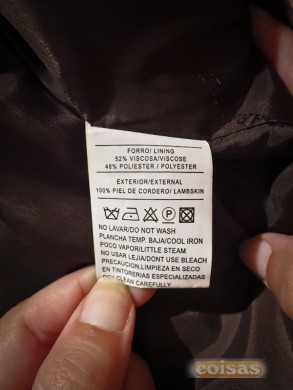 FORRO/ LINING
52% VISCOSA/VISCOSE
48% POLIESTER / POLYESTER
EXTERIOR/EXTERNAL
100% PIEL DE CORDERO/ LAMBSKIN
NO LAVAR/DO NOT WASH
PLANCHA TEMP. BAJA/COOL IRON
POCO VAPOR/LITTLE STEAM
NO USAR LEJIA/DONT USE BLEACH
PRECAUCION,LIMPIEZA EN SECO
EN TINTORERIAS ESPECIALIZADAS
DRY CLEAN CAREFULLY
coisas